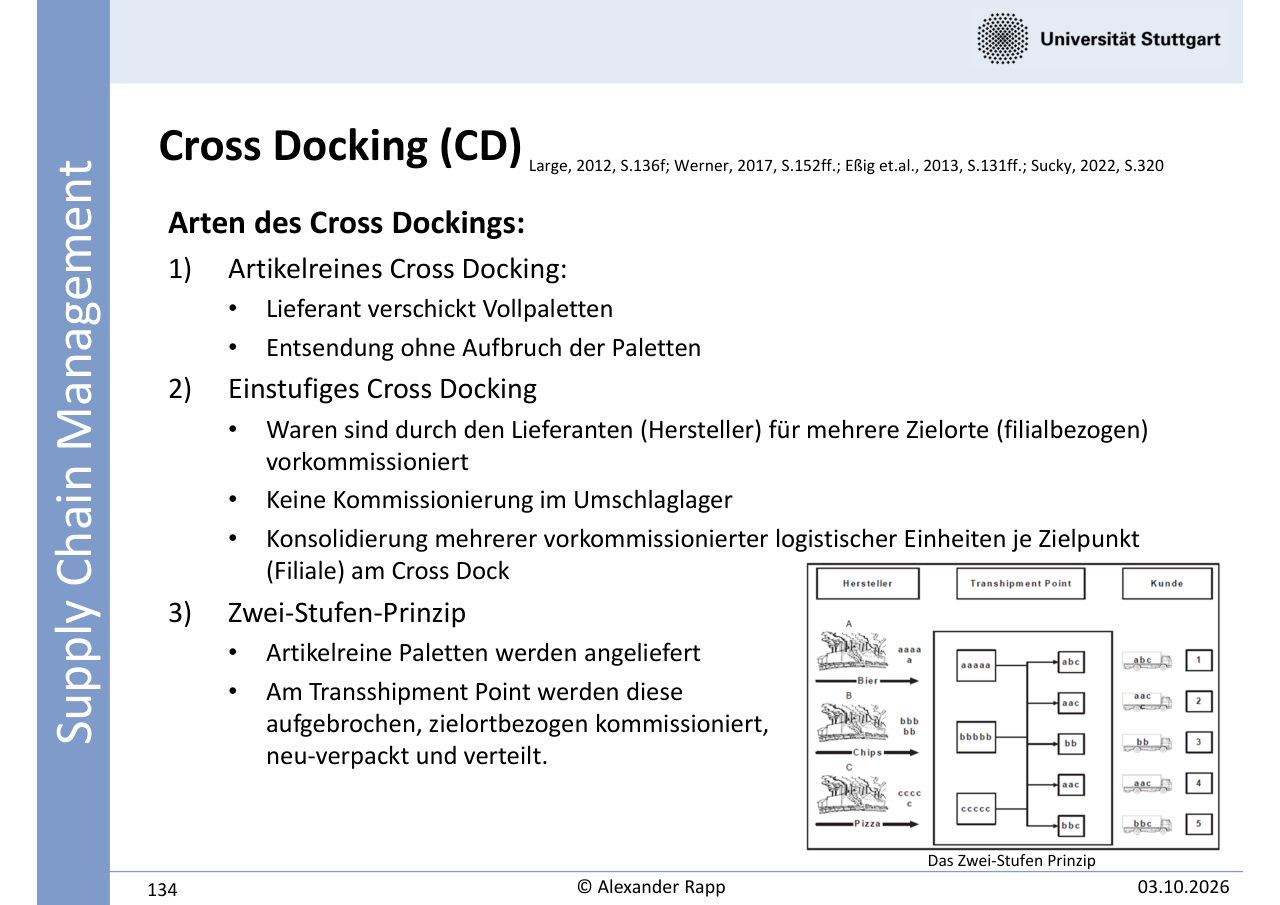 Universität Stuttgart
Supply Chain Management
Cross Docking (CD) Large, 2012, S.136f; Werner, 2017, S.152ff.; Eßig et.al., 2013, S.131ff.; Sucky, 2022, S.320
Arten des Cross Dockings:
1) Artikelreines Cross Docking:
• Lieferant verschickt Vollpaletten
• Entsendung ohne Aufbruch der Paletten
2) Einstufiges Cross Docking
• Waren sind durch den Lieferanten (Hersteller) für mehrere Zielorte (filialbezogen)
vorkommissioniert
• Keine Kommissionierung im Umschlaglager
• Konsolidierung mehrerer vorkommissionierter logistischer Einheiten je Zielpunkt
(Filiale) am Cross Dock
3) Zwei-Stufen-Prinzip
• Artikelreine Paletten werden angeliefert
• Am Transshipment Point werden diese
aufgebrochen, zielortbezogen kommissioniert,
neu-verpackt und verteilt.
Hersteller
Transhipment Point
Kunde
A
aaaa
a
Bier
B
bbb
bb
Chips
C
cccc
c
Pizza
aaaaa
bbbbb
ccccc
abc
aac
bb
aac
bbc
abc
1
aac
c
2
bb
3
aac
4
bbc
5
Das Zwei-Stufen Prinzip
134
© Alexander Rapp
03.10.2026